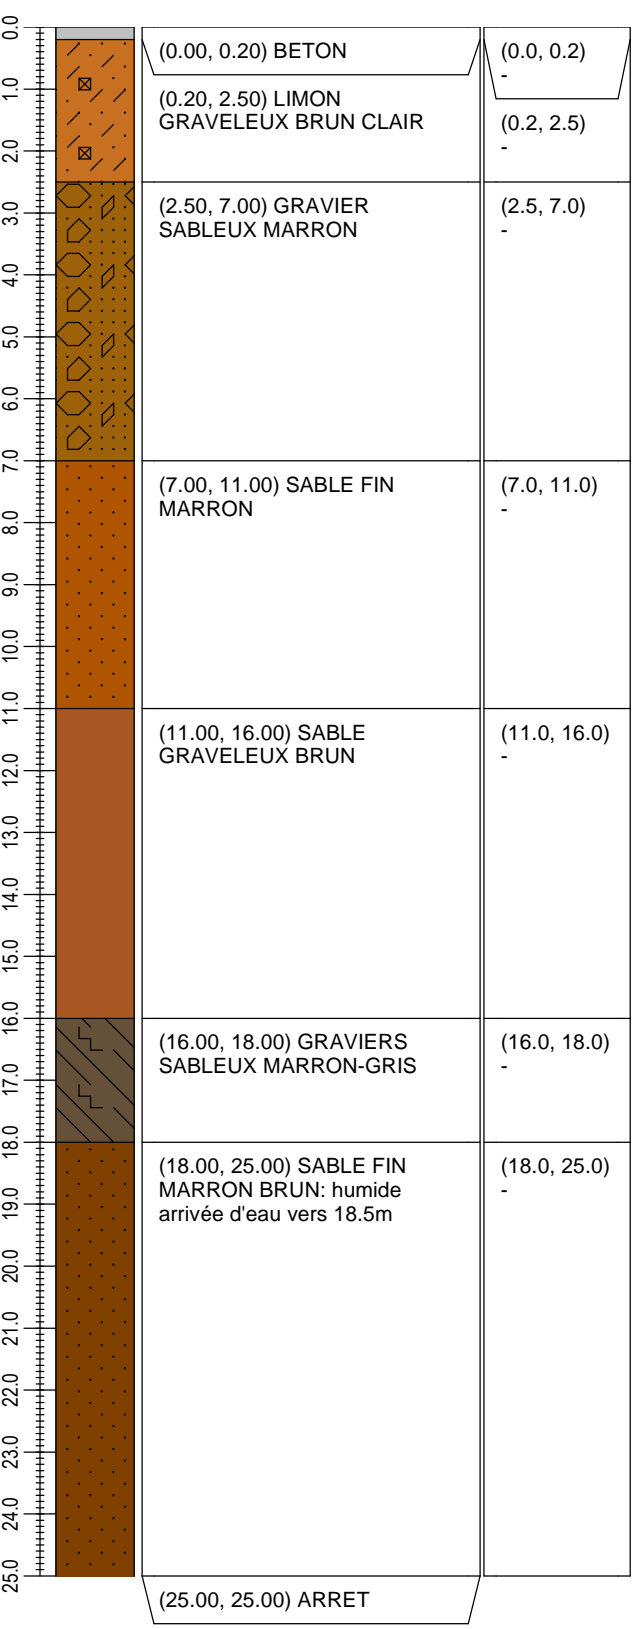 0.0
(0.00, 0.20) BETON
(0.0, 0.2)
-
1.0
(0.20, 2.50) LIMON
GRAVELEUX BRUN CLAIR
(0.2, 2.5)
-
2.0
(2.50, 7.00) GRAVIER
SABLEUX MARRON
(2.5, 7.0)
-
3.0
4.0
5.0
6.0
7.0
(7.00, 11.00) SABLE FIN
MARRON
(7.0, 11.0)
-
8.0
9.0
10.0
11.0
(11.00, 16.00) SABLE
GRAVELEUX BRUN
(11.0, 16.0)
-
12.0
13.0
14.0
15.0
16.0
(16.00, 18.00) GRAVIERS
SABLEUX MARRON-GRIS
(16.0, 18.0)
-
17.0
18.0
(18.00, 25.00) SABLE FIN
MARRON BRUN: humide
arrivée d'eau vers 18.5m
(18.0, 25.0)
-
19.0
20.0
21.0
22.0
23.0
24.0
25.0
(25.00, 25.00) ARRET